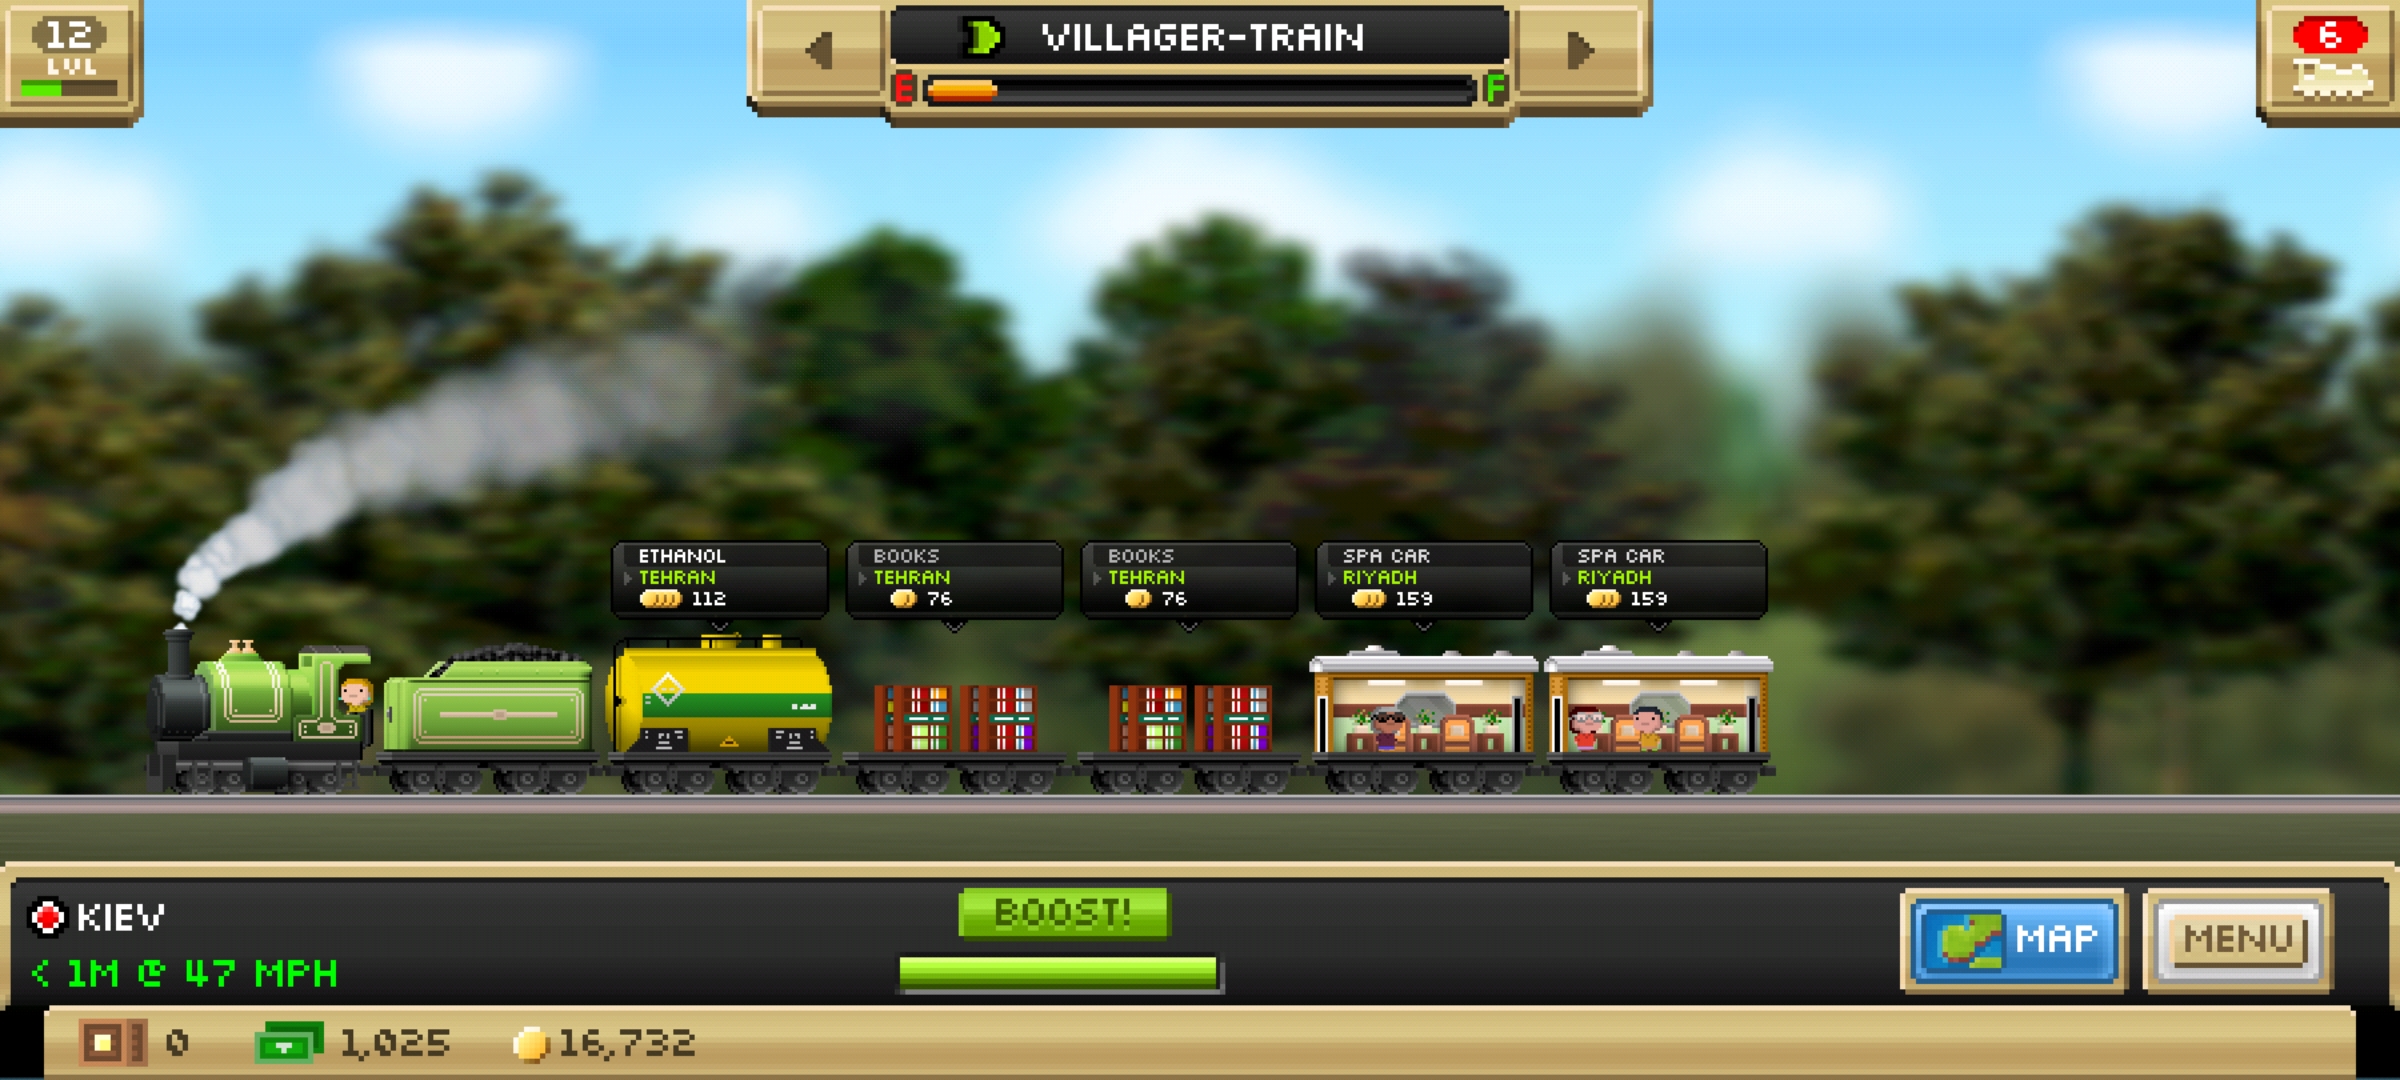 12
LVL
VILLAGER-TRAIN
E F
6
ETHANOL
TEHRAN
112
BOOKS
TEHRAN
76
BOOKS
TEHRAN
76
SPA CAR
RIYADH
159
SPA CAR
RIYADH
159
KIEV
< 1M @ 47 MPH
BOOST!
MAP
MENU
0
1,025
16,732